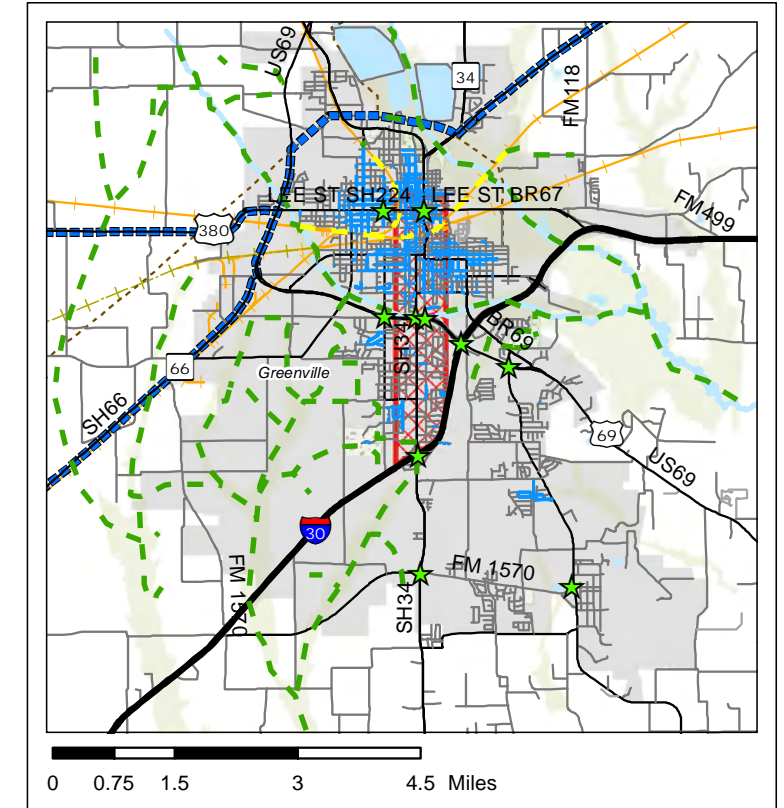 US69
34
FM118
LEE ST SH224
LEE ST BR67
FM499
380
BR69
SH34
66
Greenville
SH66
69
US69
30
FM 1570
FM 1570
SH34
0 0.75 1.5 3 4.5 Miles